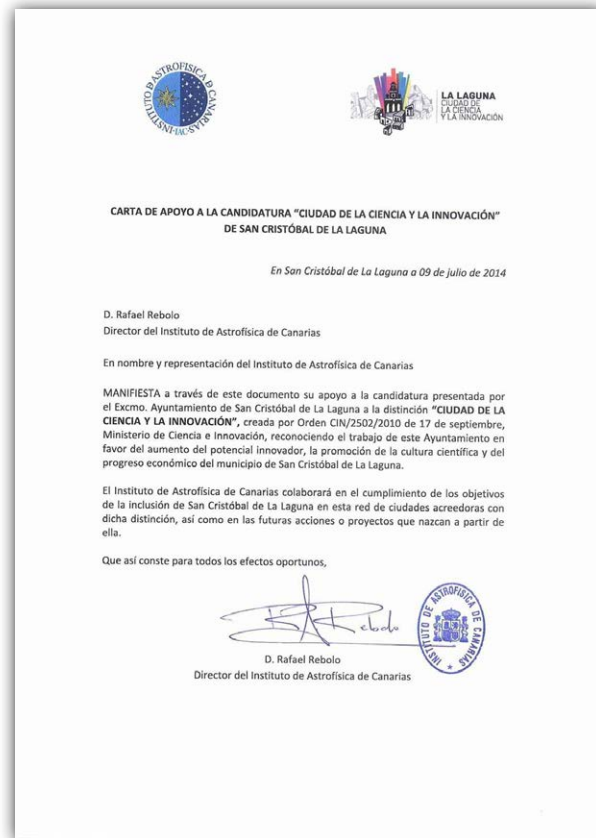 INSTITUTO D ASTROFISICA D CANARIAS
·IAC·
LA LAGUNA
CIUDAD DE
LA CIENCIA
Y LA INNOVACIÓN
CARTA DE APOYO A LA CANDIDATURA "CIUDAD DE LA CIENCIA Y LA INNOVACIÓN"
DE SAN CRISTÓBAL DE LA LAGUNA
En San Cristóbal de La Laguna a 09 de julio de 2014
D. Rafael Rebolo
Director del Instituto de Astrofísica de Canarias
En nombre y representación del Instituto de Astrofísica de Canarias
MANIFIESTA a través de este documento su apoyo a la candidatura presentada por
el Excmo. Ayuntamiento de San Cristóbal de La Laguna a la distinción "CIUDAD DE LA
CIENCIA Y LA INNOVACIÓN", creada por Orden CIN/2502/2010 de 17 de septiembre,
Ministerio de Ciencia e Innovación, reconociendo el trabajo de este Ayuntamiento en
favor del aumento del potencial innovador, la promoción de la cultura científica y del
progreso económico del municipio de San Cristóbal de La Laguna.
El Instituto de Astrofísica de Canarias colaborará en el cumplimiento de los objetivos
de la inclusión de San Cristóbal de La Laguna en esta red de ciudades acreedoras con
dicha distinción, así como en las futuras acciones o proyectos que nazcan a partir de
ella.
Que así conste para todos los efectos oportunos,
Rebolo
INSTITUTO DE ASTROFISICA DE CANARIAS
D. Rafael Rebolo
Director del Instituto de Astrofísica de Canarias